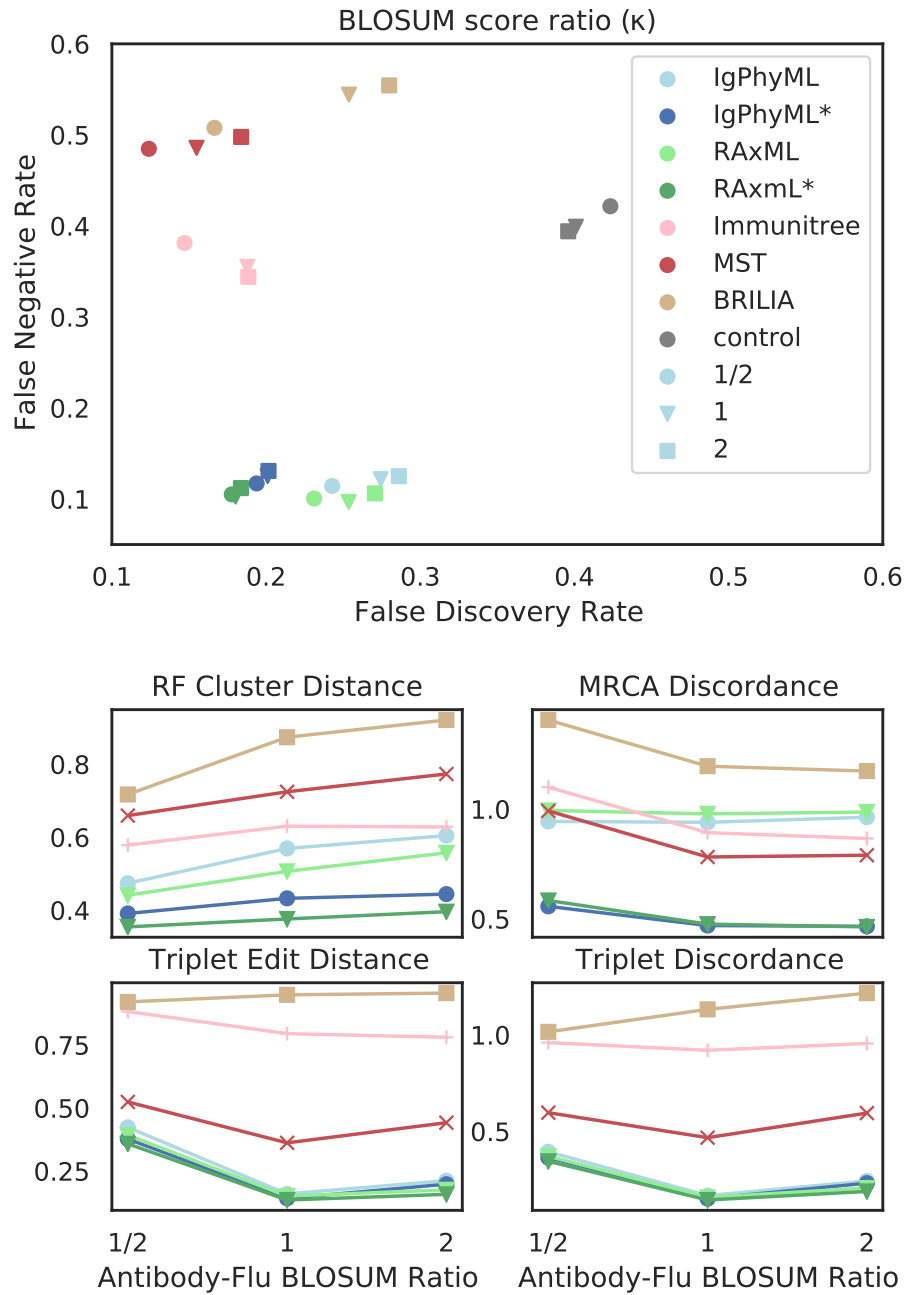 BLOSUM score ratio (κ)
0.6
0.5
0.4
0.3
0.2
0.1
False Negative Rate
IgPhyML
IgPhyML*
RAxML
RAxmL*
Immunitree
MST
BRILIA
control
1/2
1
2
0.1 0.2 0.3 0.4 0.5 0.6
False Discovery Rate
RF Cluster Distance
0.8
0.6
0.4
MRCA Discordance
1.0
0.5
Triplet Edit Distance
0.75
0.50
0.25
1/2 1 2
Antibody-Flu BLOSUM Ratio
Triplet Discordance
1.0
0.5
1/2 1 2
Antibody-Flu BLOSUM Ratio